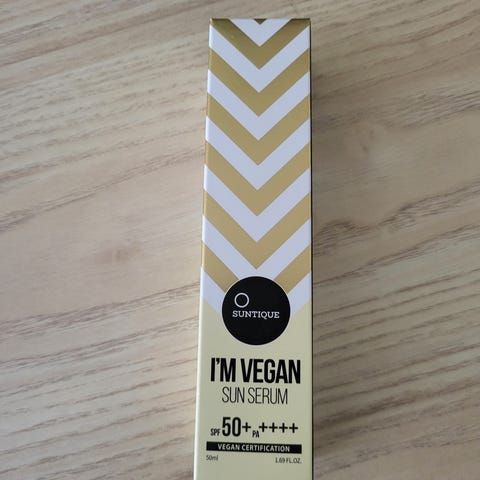 SUNTIQUE
I'M VEGAN
SUN SERUM
SPF 50+ PA ++++
VEGAN CERTIFICATION
50ml 1.69 FL.OZ.